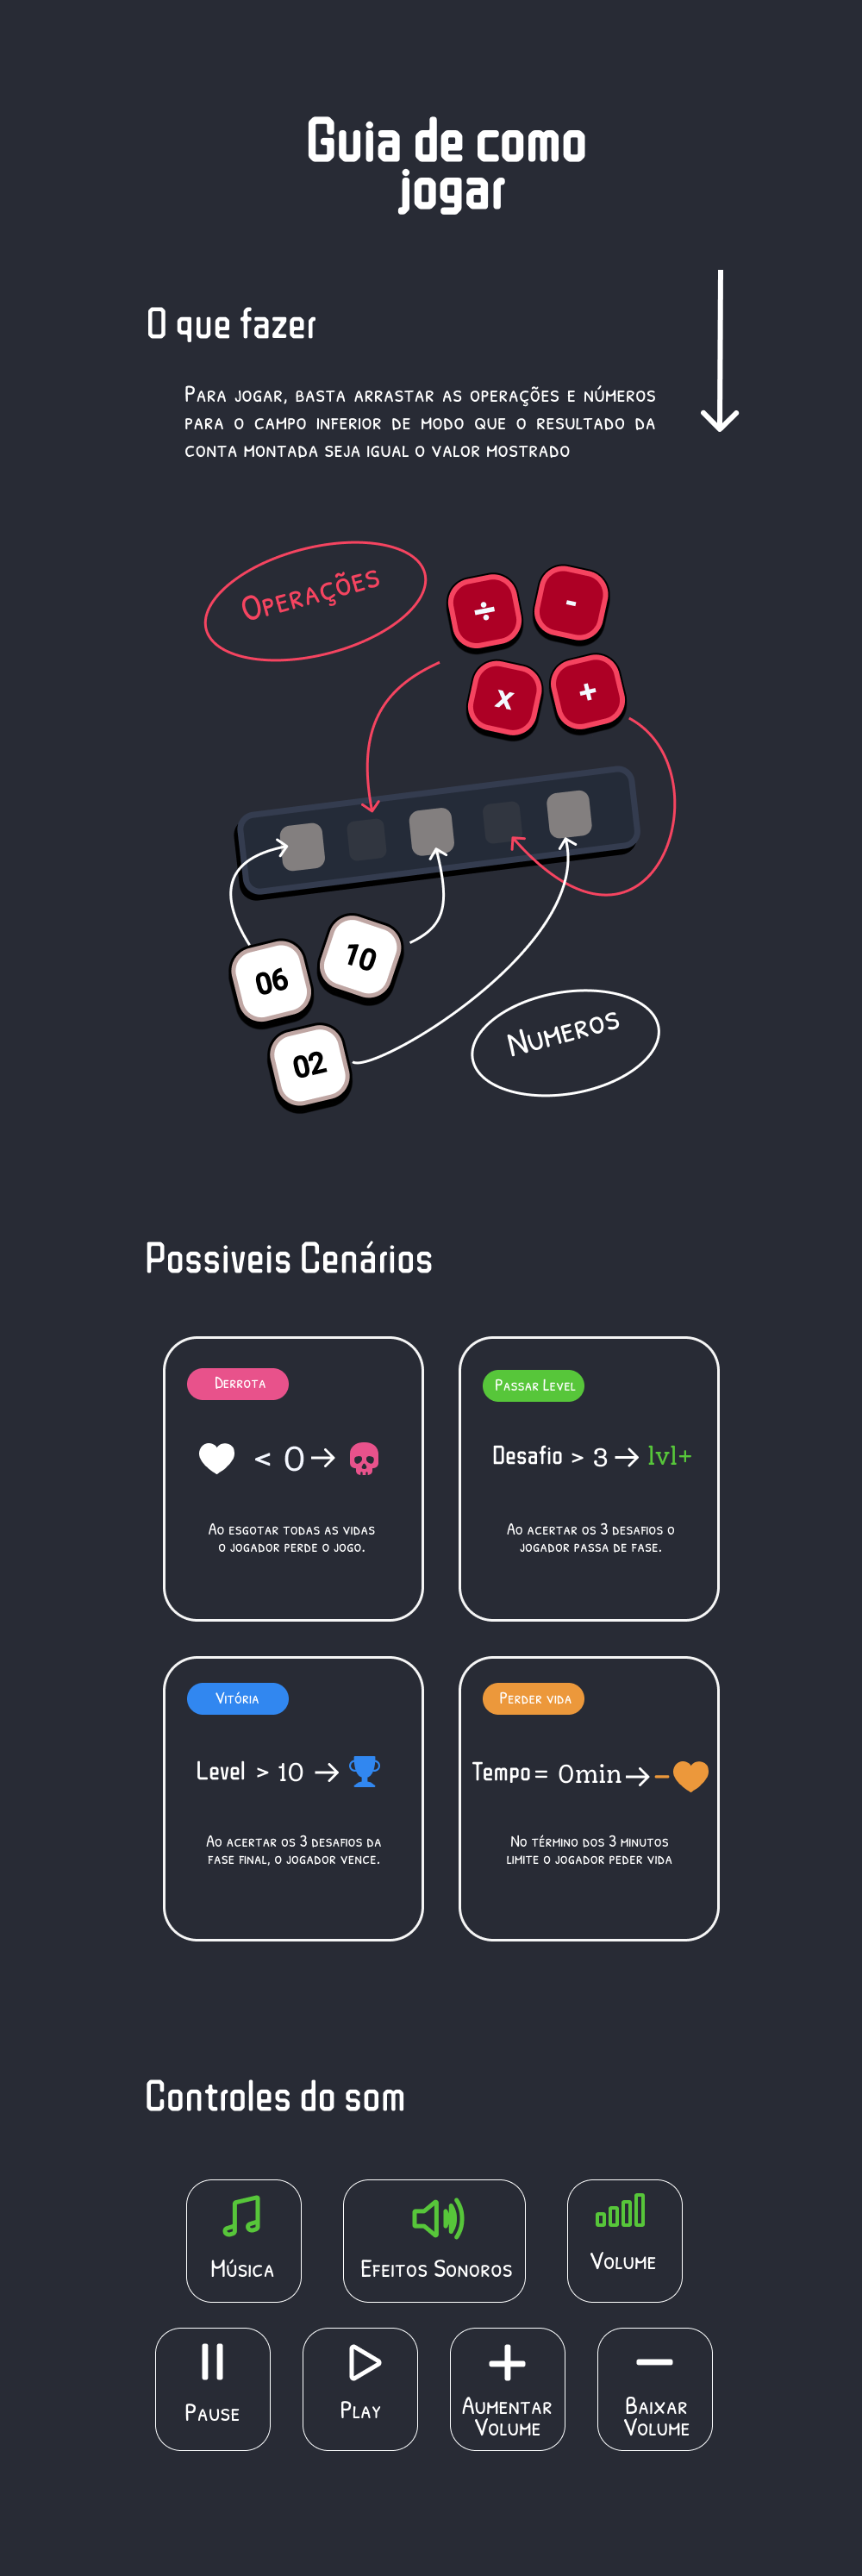 Guia de como
jogar
O que fazer
Para jogar, basta arrastar as operações e números
para o campo inferior de modo que o resultado da
conta montada seja igual o valor mostrado
Operações
÷
-
x
+
06
10
02
Numeros
Possiveis Cenários
Derrota
< 0
Ao esgotar todas as vidas
o jogador perde o jogo.
Passar Level
Desafio > 3 → lvl+
Ao acertar os 3 desafios o
jogador passa de fase.
Vitória
Level > 10 →
Ao acertar os 3 desafios da
fase final, o jogador vence.
Perder vida
Tempo = 0min → -
No término dos 3 minutos
limite o jogador peder vida
Controles do som
Música
Efeitos Sonoros
Volume
Pause
Play
Aumentar
Volume
Baixar
Volume